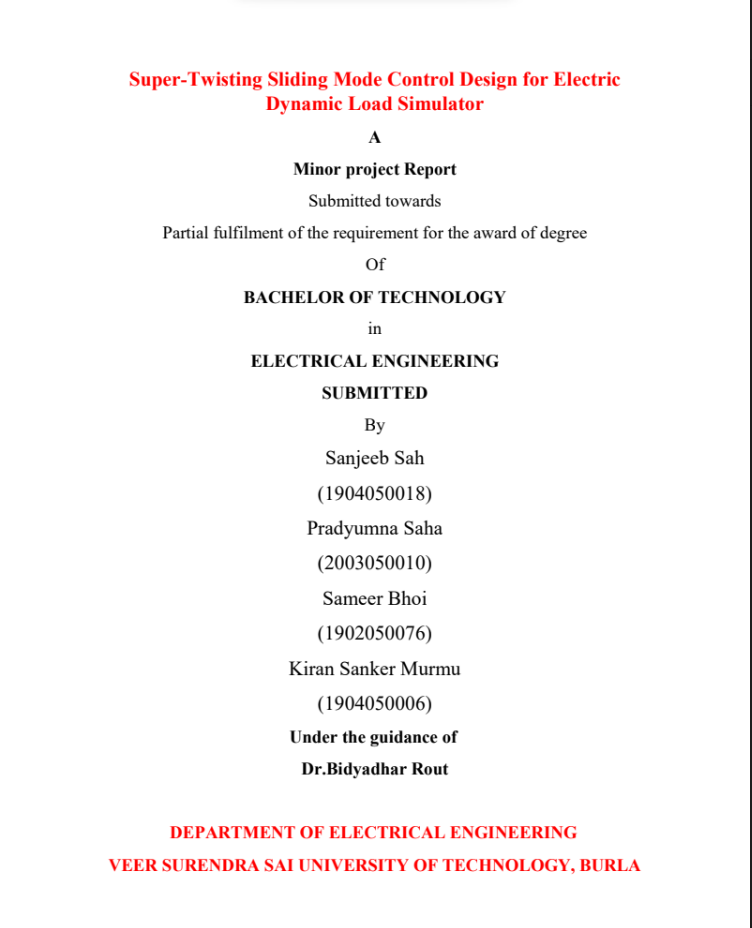 Super-Twisting Sliding Mode Control Design for Electric
Dynamic Load Simulator
A
Minor project Report
Submitted towards
Partial fulfilment of the requirement for the award of degree
Of
BACHELOR OF TECHNOLOGY
in
ELECTRICAL ENGINEERING
SUBMITTED
By
Sanjeeb Sah
(1904050018)
Pradyumna Saha
(2003050010)
Sameer Bhoi
(1902050076)
Kiran Sanker Murmu
(1904050006)
Under the guidance of
Dr.Bidyadhar Rout
DEPARTMENT OF ELECTRICAL ENGINEERING
VEER SURENDRA SAI UNIVERSITY OF TECHNOLOGY, BURLA